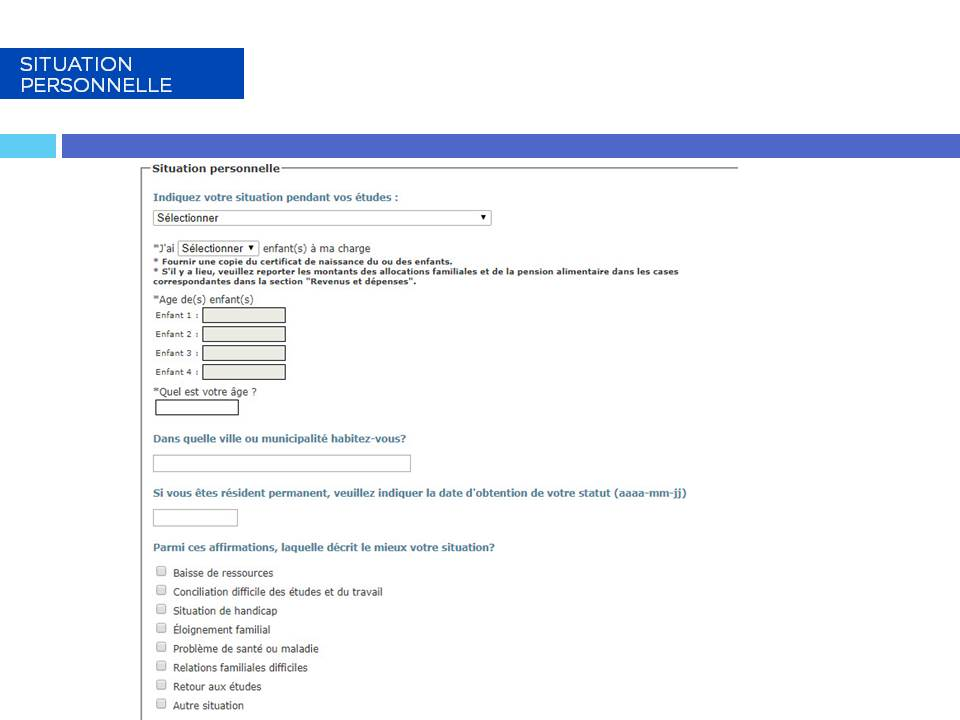 SITUATION
PERSONNELLE
Situation personnelle
Indiquez votre situation pendant vos études :
Sélectionner
*J'ai Sélectionner enfant(s) à ma charge
* Fournir une copie du certificat de naissance du ou des enfants.
* S'il y a lieu, veuillez reporter les montants des allocations familiales et de la pension alimentaire dans les cases
correspondantes dans la section "Revenus et dépenses".
*Age de(s) enfant(s)
Enfant 1 :
Enfant 2 :
Enfant 3 :
Enfant 4 :
*Quel est votre âge ?
Dans quelle ville ou municipalité habitez-vous?
Si vous êtes résident permanent, veuillez indiquer la date d'obtention de votre statut (aaaa-mm-jj)
Parmi ces affirmations, laquelle décrit le mieux votre situation?
Baisse de ressources
Conciliation difficile des études et du travail
Situation de handicap
Éloignement familial
Problème de santé ou maladie
Relations familiales difficiles
Retour aux études
Autre situation